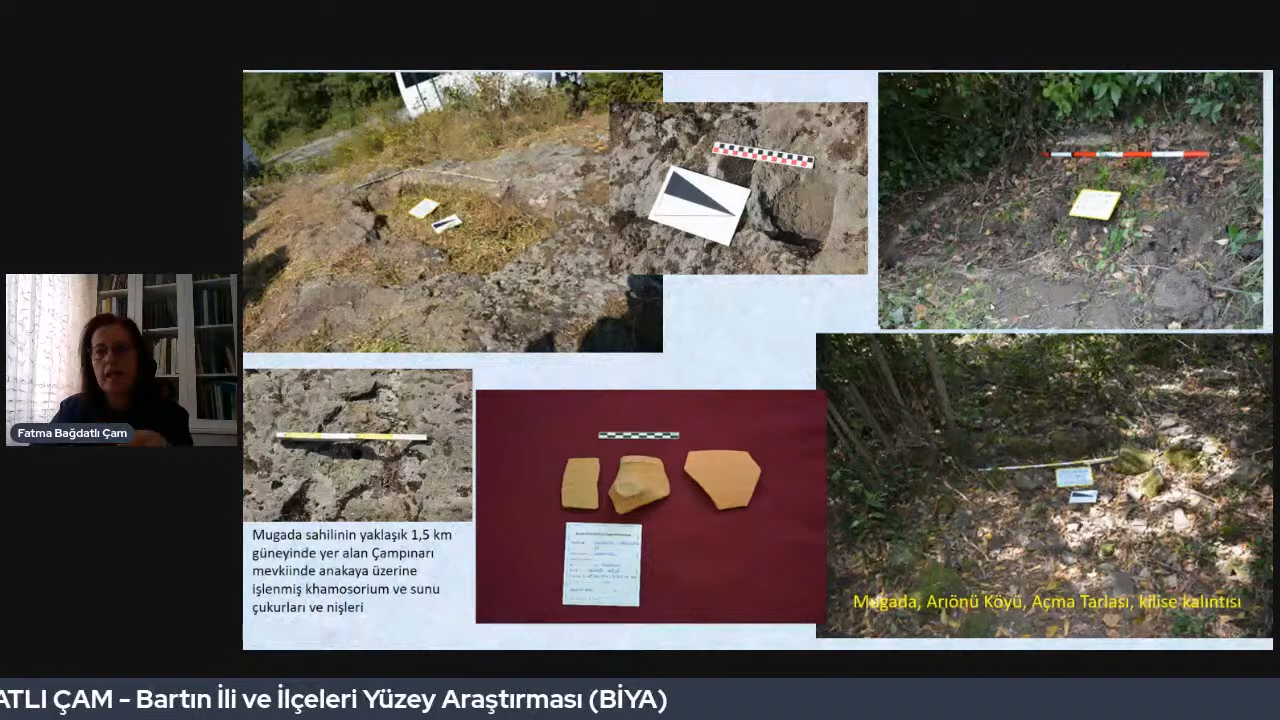 Fatma Bağdatlı Çam
Mugada sahilinin yaklaşık 1,5 km
güneyinde yer alan Çampınarı
mevkiinde anakaya üzerine
işlenmiş khamosorium ve sunu
çukurları ve nişleri
Mugada, Arıönü Köyü, Açma Tarlası, kilise kalıntısı
ATLI ÇAM - Bartın İli ve İlçeleri Yüzey Araştırması (BİYA)